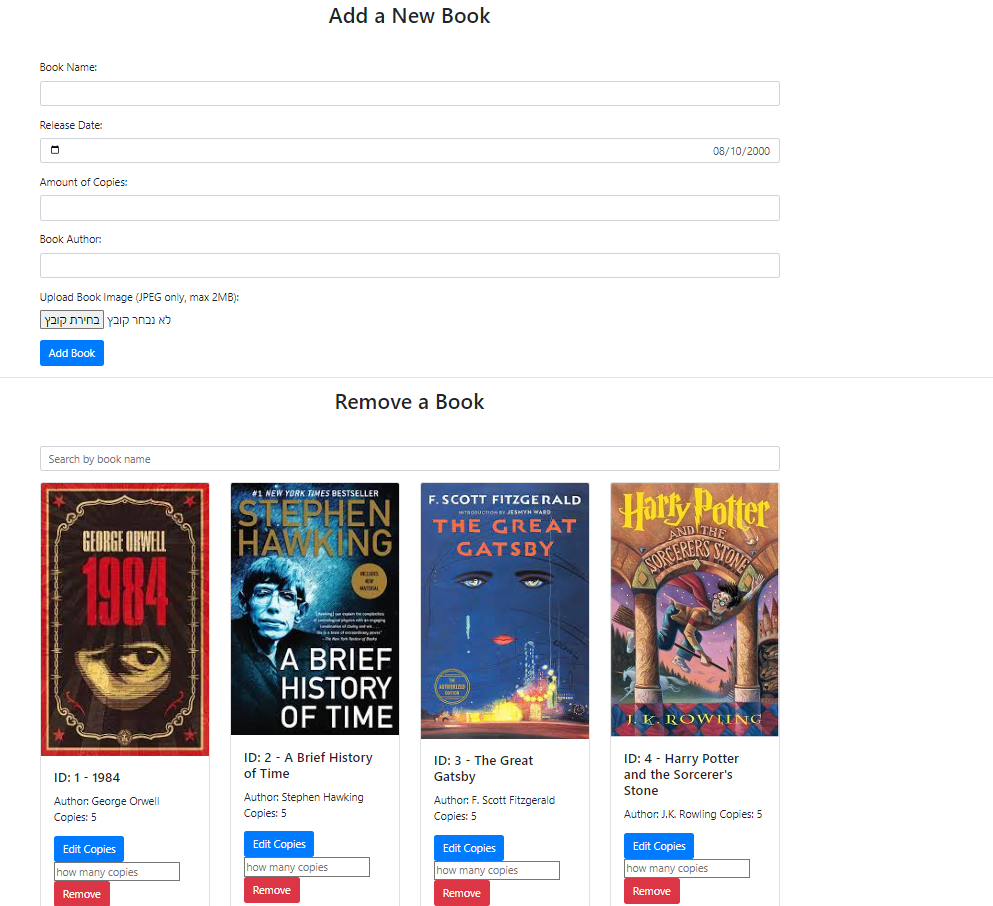 Add a New Book
Book Name:
Release Date:
08/10/2000
Amount of Copies:
Book Author:
Upload Book Image (JPEG only, max 2MB):
בחירת קובץ לא נבחר קובץ
Add Book
Remove a Book
Search by book name
GEORGE ORWELL
1984
ID: 1 - 1984
Author: George Orwell
Copies: 5
Edit Copies
how many copies
Remove
#1 NEW YORK TIMES BESTSELLER
STEPHEN
HAWKING
INCLUDES
NEW
MATERIAL
A BRIEF
HISTORY
OF TIME
ID: 2 - A Brief History
of Time
Author: Stephen Hawking
Copies: 5
Edit Copies
how many copies
Remove
F. SCOTT FITZGERALD
INTRODUCTION BY JESMYN WARD
THE GREAT
GATSBY
THE
AUTHORIZED
EDITION
ID: 3 - The Great
Gatsby
Author: F. Scott Fitzgerald
Copies: 5
Edit Copies
how many copies
Remove
Harry Potter
AND THE
SORCERER'S STONE
J. K. ROWLING
ID: 4 - Harry Potter
and the Sorcerer's
Stone
Author: J.K. Rowling Copies: 5
Edit Copies
how many copies
Remove